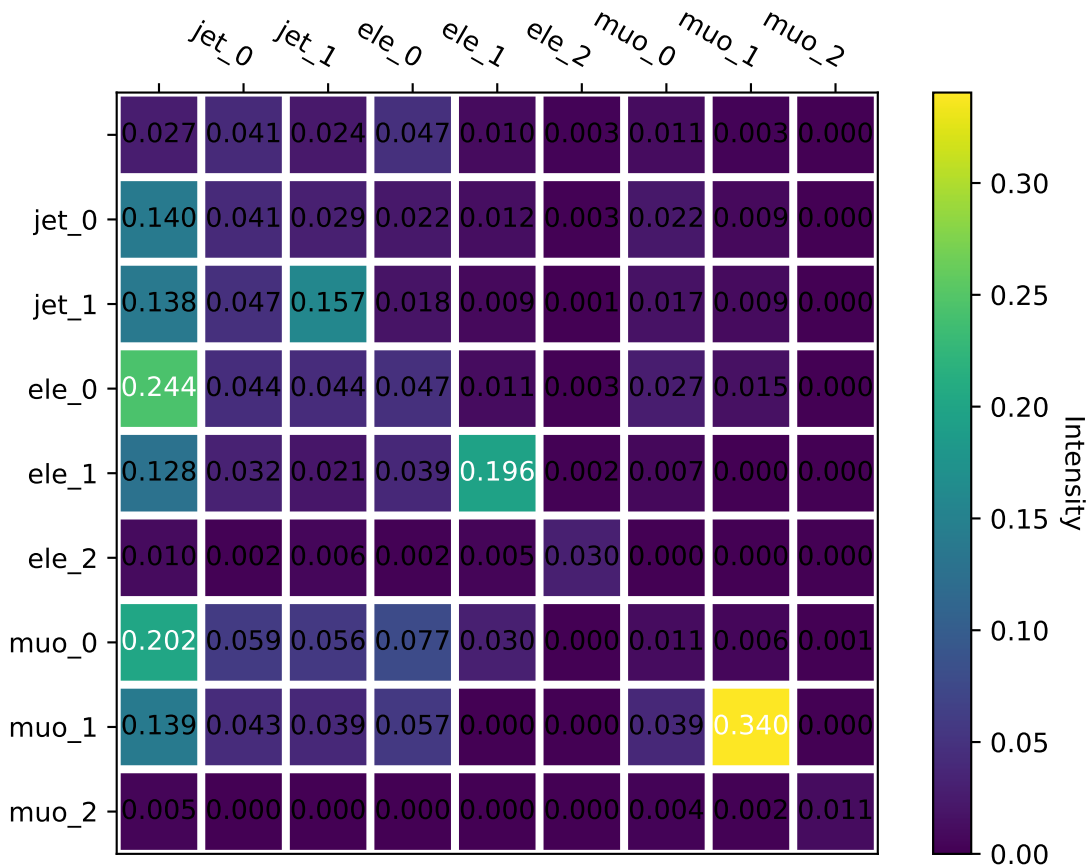 jet_0 jet_1 ele_0 ele_1 ele_2 muo_0 muo_1 muo_2
0.027 0.041 0.024 0.047 0.010 0.003 0.011 0.003 0.000
jet_0 0.140 0.041 0.029 0.022 0.012 0.003 0.022 0.009 0.000
jet_1 0.138 0.047 0.157 0.018 0.009 0.001 0.017 0.009 0.000
ele_0 0.244 0.044 0.044 0.047 0.011 0.003 0.027 0.015 0.000
ele_1 0.128 0.032 0.021 0.039 0.196 0.002 0.007 0.000 0.000
ele_2 0.010 0.002 0.006 0.002 0.005 0.030 0.000 0.000 0.000
muo_0 0.202 0.059 0.056 0.077 0.030 0.000 0.011 0.006 0.001
muo_1 0.139 0.043 0.039 0.057 0.000 0.000 0.039 0.340 0.000
muo_2 0.005 0.000 0.000 0.000 0.000 0.000 0.004 0.002 0.011
0.30
0.25
0.20
0.15
0.10
0.05
0.00
Intensity